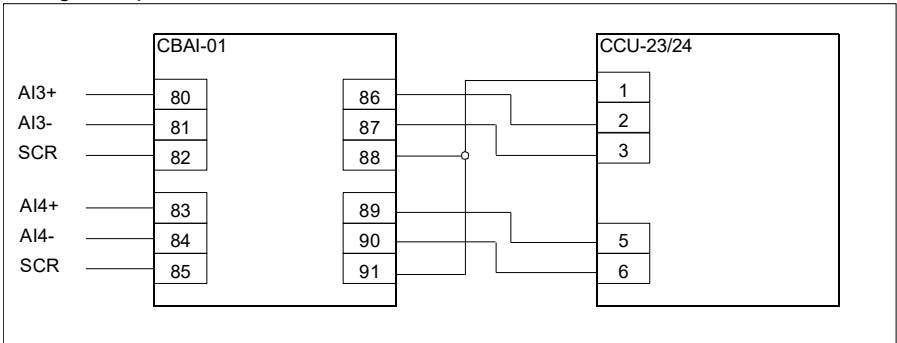 CBAI-01 CCU-23/24
AI3+ 80 86 1
AI3- 81 87 2
SCR 82 88 3
AI4+ 83 89
AI4- 84 90 5
SCR 85 91 6